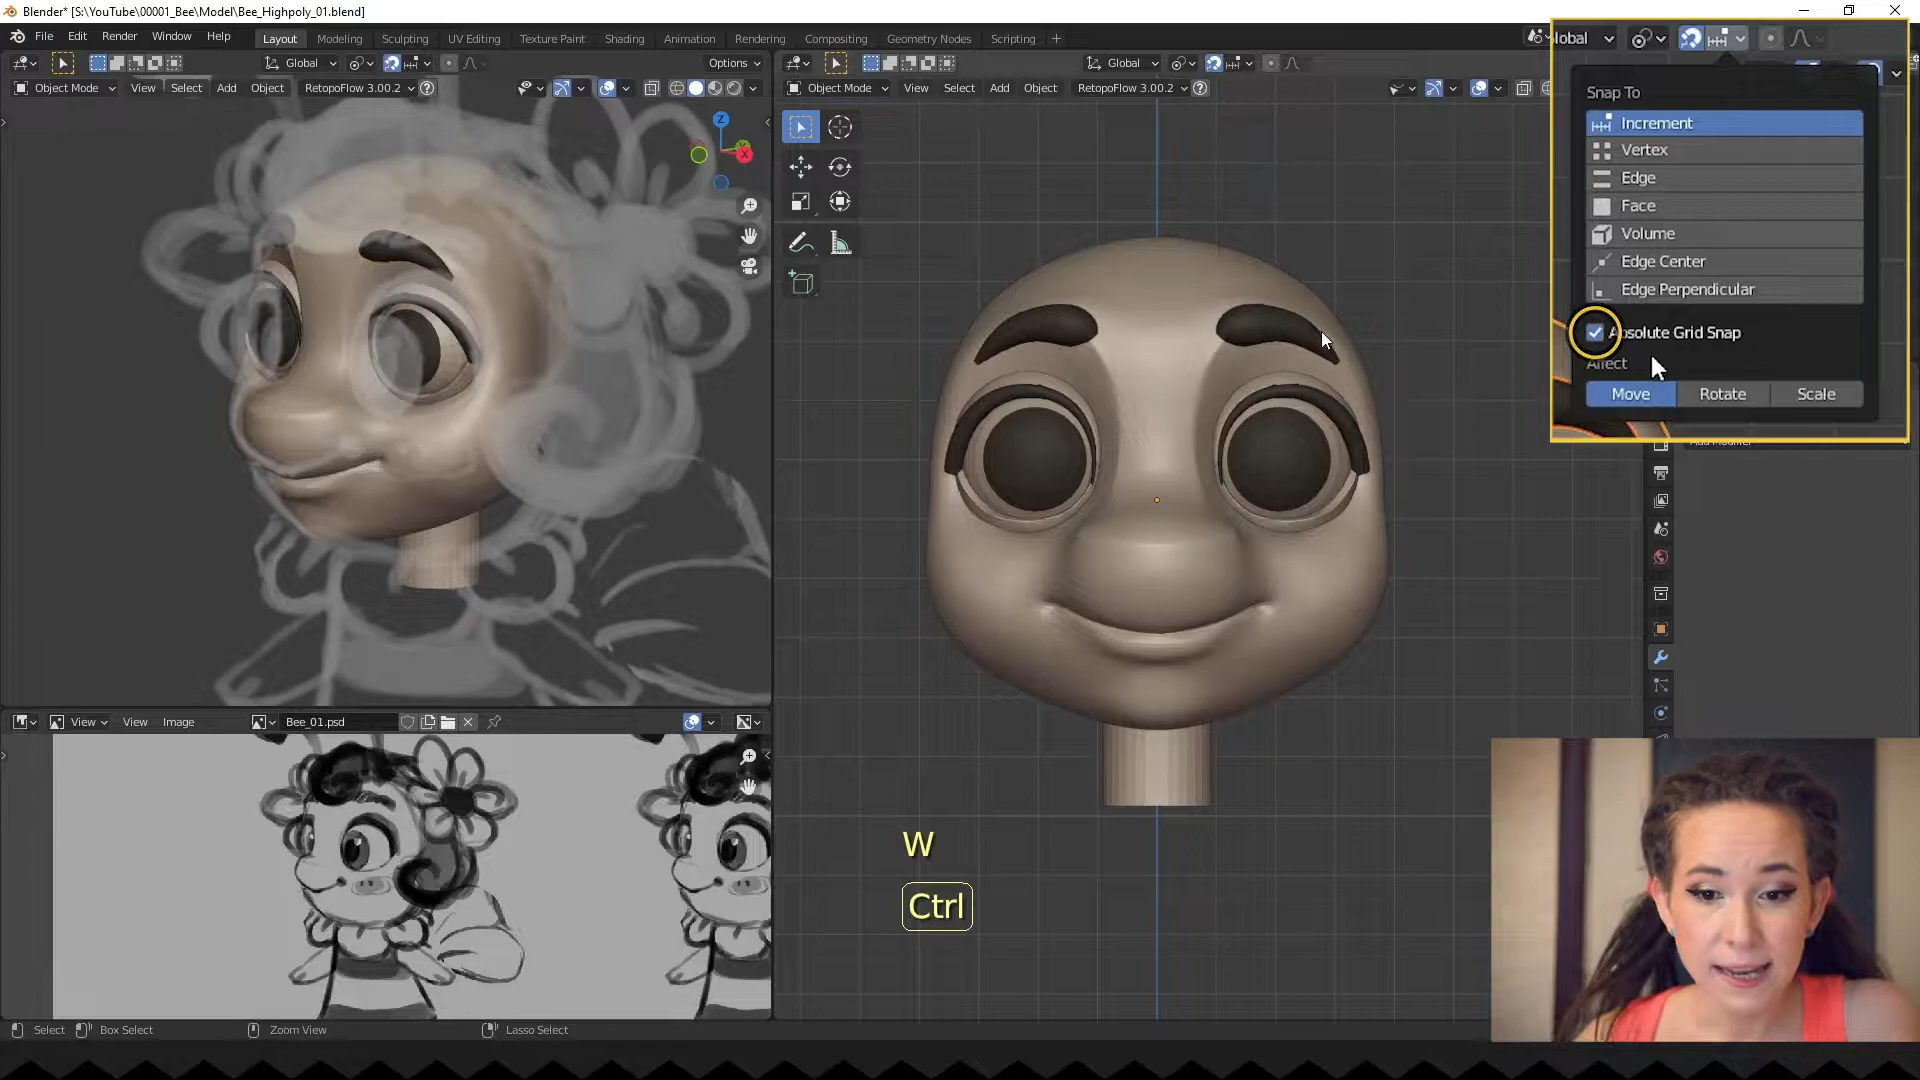 Blender* [S:\YouTube\00001_Bee\Model\Bee_Highpoly_01.blend]
File Edit Render Window Help
Layout Modeling Sculpting UV Editing Texture Paint Shading Animation Rendering Compositing Geometry Nodes Scripting +
Global Options
Object Mode View Select Add Object RetopoFlow 3.00.2
Z
X
Global
Object Mode View Select Add Object RetopoFlow 3.00.2
lobal
Snap To
Increment
Vertex
Edge
Face
Volume
Edge Center
Edge Perpendicular
Absolute Grid Snap
Affect
Move Rotate Scale
View View Image Bee_01.psd
W
Ctrl
Select Box Select Zoom View Lasso Select